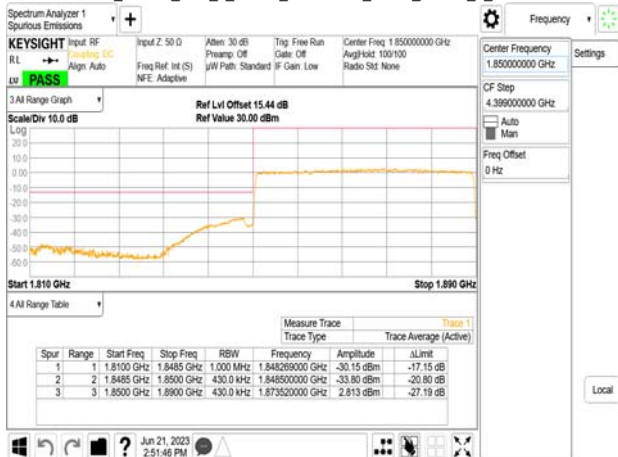 Spectrum Analyzer 1
Spurious Emissions
Frequency
KEYSIGHT Input: RF Input Z: 50 Ω Atten: 30 dB Trig: Free Run Center Freq: 1.850000000 GHz
RL Coupling: DC Preamp: Off Gate: Off Avg|Hold: 100/100
Align: Auto Freq Ref: Int (S) µW Path: Standard IF Gain: Low Radio Std: None
LV PASS NFE: Adaptive
Center Frequency
1.850000000 GHz
Settings
CF Step
4.399000000 GHz
Auto
Man
Freq Offset
0 Hz
Local
3 All Range Graph
Ref Lvl Offset 15.44 dB
Scale/Div 10.0 dB Ref Value 30.00 dBm
Log
20.0
10.0
0.00
-10.0
-20.0
-30.0
-40.0
-50.0
-60.0
Start 1.810 GHz Stop 1.890 GHz
4 All Range Table
Measure Trace Trace 1
Trace Type Trace Average (Active)
Spur Range Start Freq Stop Freq RBW Frequency Amplitude ΔLimit
1 1 1.8100 GHz 1.8485 GHz 1.000 MHz 1.848269000 GHz -30.15 dBm -17.15 dB
2 2 1.8485 GHz 1.8500 GHz 430.0 kHz 1.848500000 GHz -33.80 dBm -20.80 dB
3 3 1.8500 GHz 1.8900 GHz 430.0 kHz 1.873520000 GHz 2.813 dBm -27.19 dB
Jun 21, 2023
2:51:46 PM